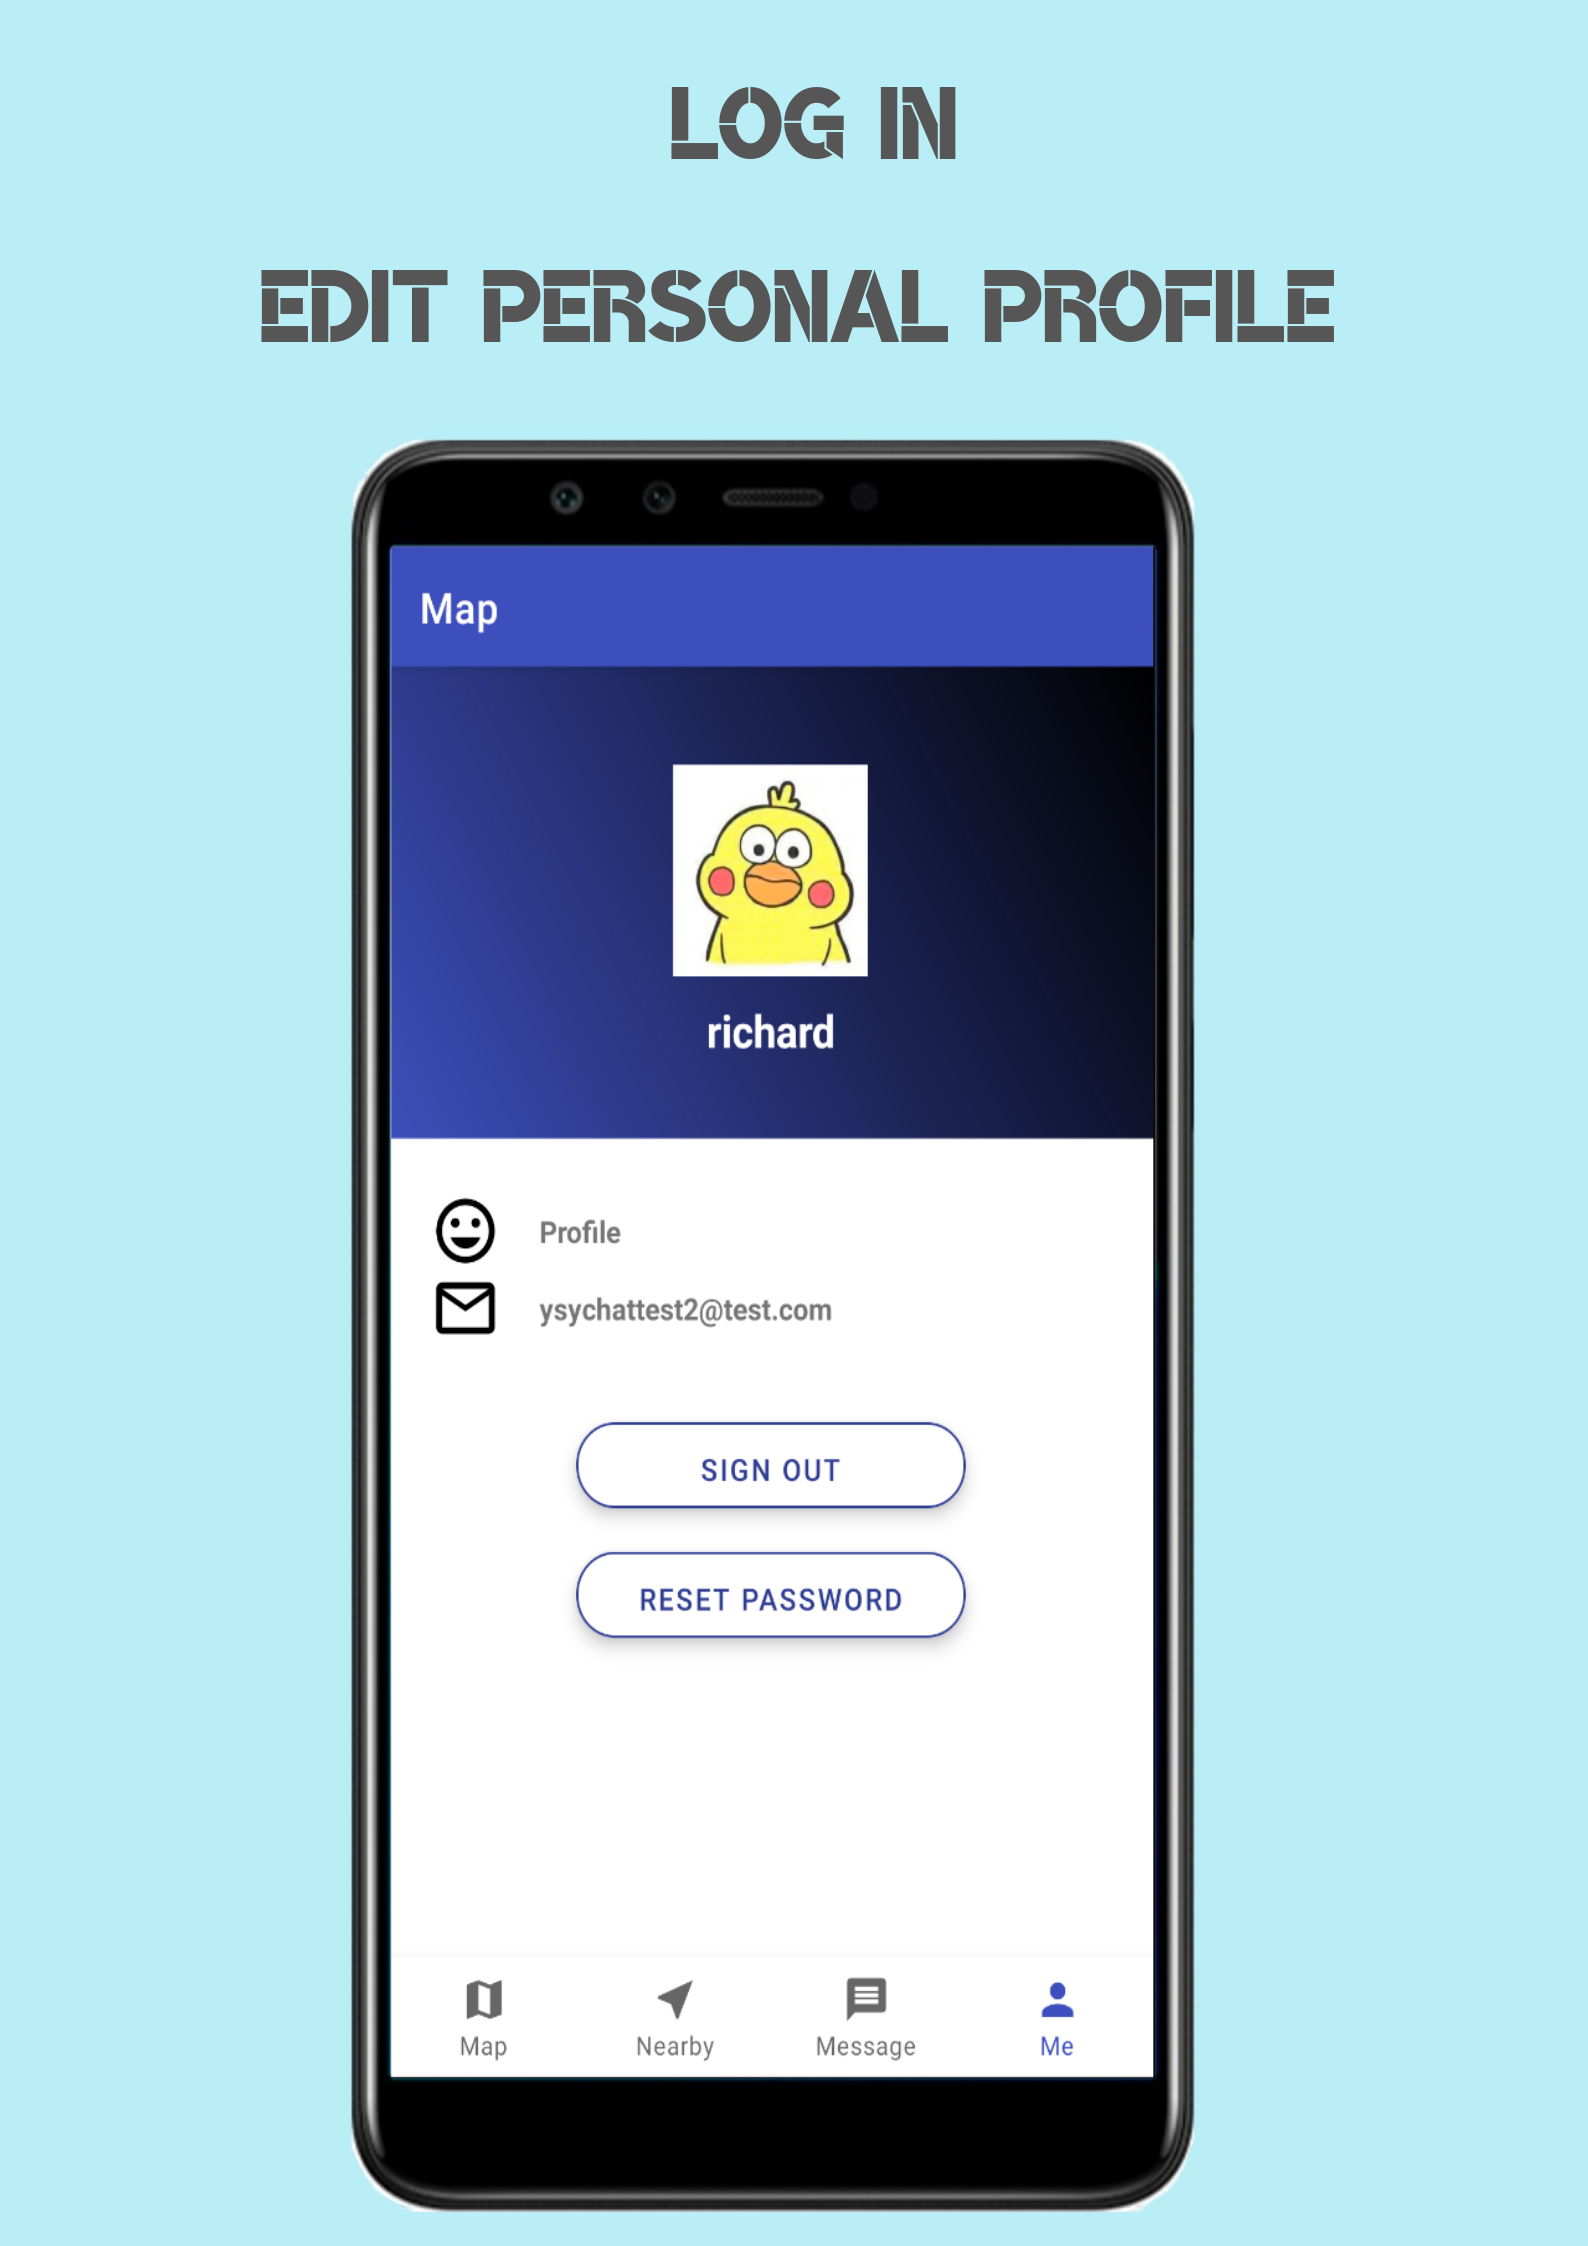 LOG IN
EDIT PERSONAL PROFILE
Map
richard
Profile
ysychattest2@test.com
SIGN OUT
RESET PASSWORD
Map Nearby Message Me